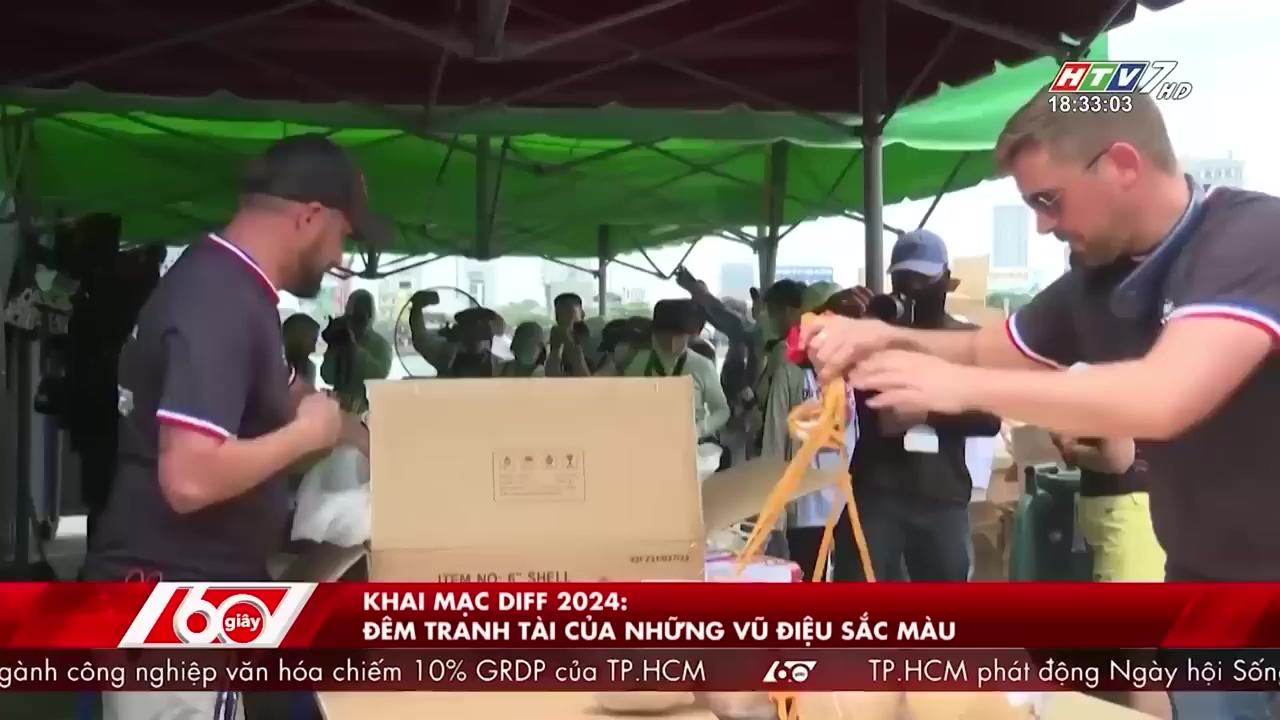 HTV7 HD
18:33:03
ITEM NO: 6" SHELL
60 giây
KHAI MẠC DIFF 2024:
ĐÊM TRANH TÀI CỦA NHỮNG VŨ ĐIỆU SẮC MÀU
gành công nghiệp văn hóa chiếm 10% GRDP của TP.HCM
60 giây
TP.HCM phát động Ngày hội Sống